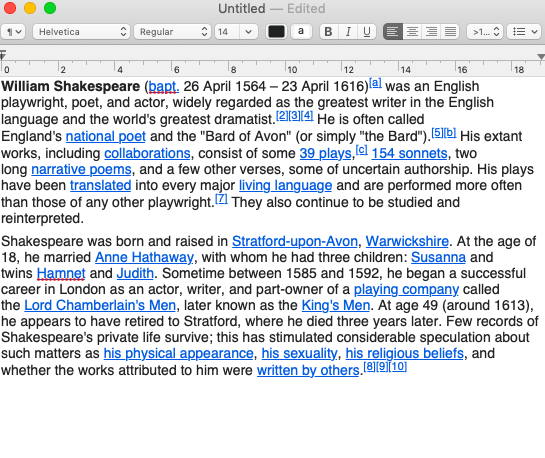 Untitled — Edited
¶ Helvetica Regular 14 a B I U >1...
0 2 4 6 8 10 12 14 16 18
William Shakespeare (bapt. 26 April 1564 – 23 April 1616)[a] was an English
playwright, poet, and actor, widely regarded as the greatest writer in the English
language and the world's greatest dramatist.[2][3][4] He is often called
England's national poet and the "Bard of Avon" (or simply "the Bard").[5][b] His extant
works, including collaborations, consist of some 39 plays,[c] 154 sonnets, two
long narrative poems, and a few other verses, some of uncertain authorship. His plays
have been translated into every major living language and are performed more often
than those of any other playwright.[7] They also continue to be studied and
reinterpreted.
Shakespeare was born and raised in Stratford-upon-Avon, Warwickshire. At the age of
18, he married Anne Hathaway, with whom he had three children: Susanna and
twins Hamnet and Judith. Sometime between 1585 and 1592, he began a successful
career in London as an actor, writer, and part-owner of a playing company called
the Lord Chamberlain's Men, later known as the King's Men. At age 49 (around 1613),
he appears to have retired to Stratford, where he died three years later. Few records of
Shakespeare's private life survive; this has stimulated considerable speculation about
such matters as his physical appearance, his sexuality, his religious beliefs, and
whether the works attributed to him were written by others.[8][9][10]